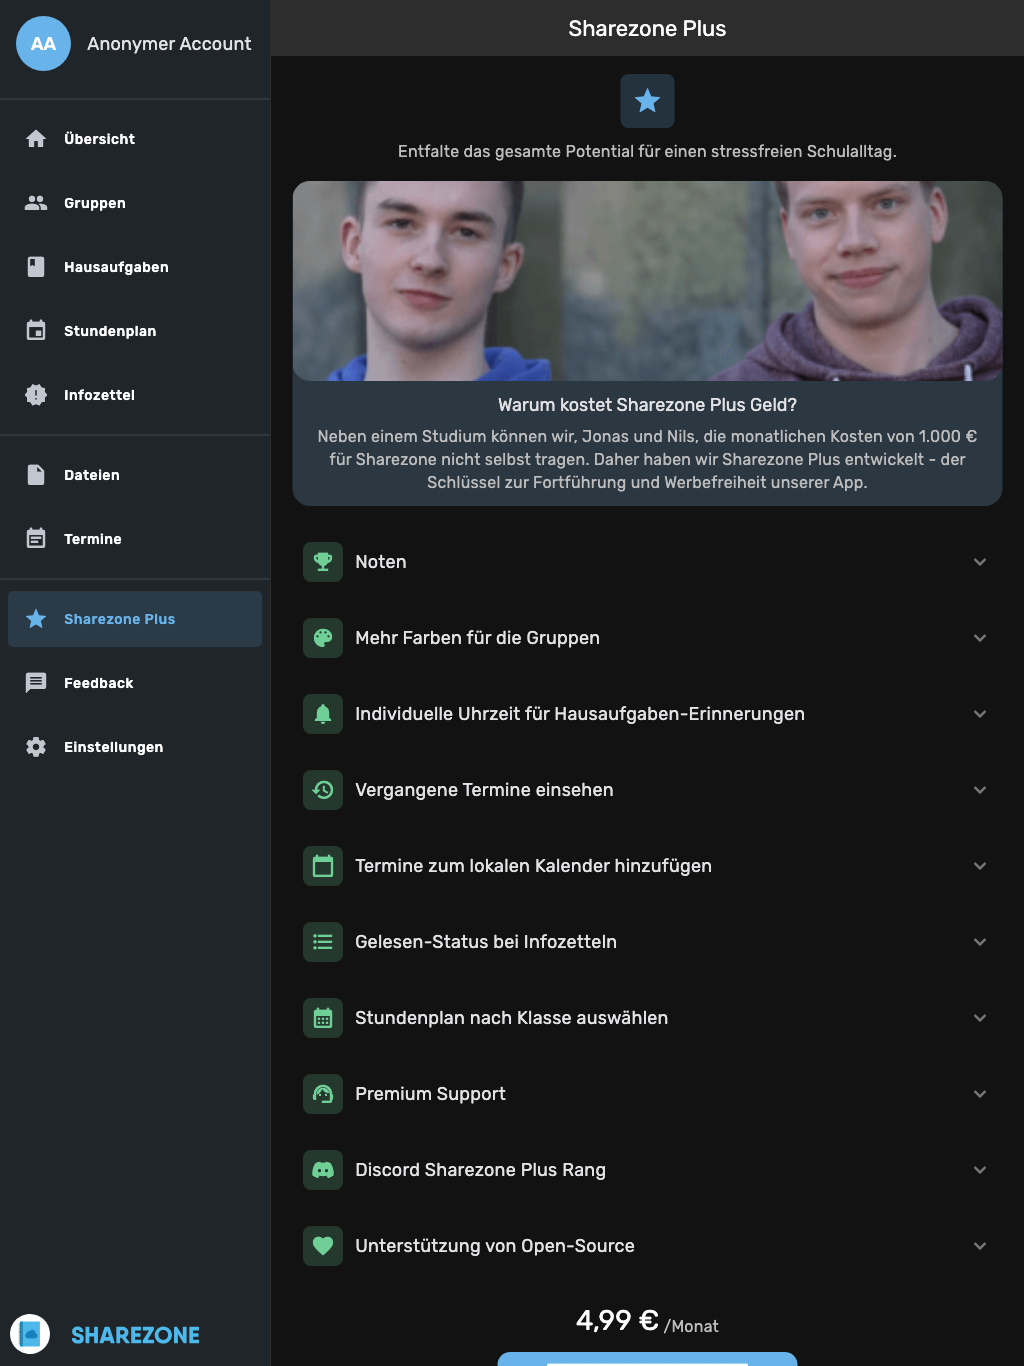 AA
Anonymer Account
Übersicht
Gruppen
Hausaufgaben
Stundenplan
Infozettel
Dateien
Termine
Sharezone Plus
Feedback
Einstellungen
SHAREZONE
Sharezone Plus
Entfalte das gesamte Potential für einen stressfreien Schulalltag.
Warum kostet Sharezone Plus Geld?
Neben einem Studium können wir, Jonas und Nils, die monatlichen Kosten von 1.000 €
für Sharezone nicht selbst tragen. Daher haben wir Sharezone Plus entwickelt - der
Schlüssel zur Fortführung und Werbefreiheit unserer App.
Noten
Mehr Farben für die Gruppen
Individuelle Uhrzeit für Hausaufgaben-Erinnerungen
Vergangene Termine einsehen
Termine zum lokalen Kalender hinzufügen
Gelesen-Status bei Infozetteln
Stundenplan nach Klasse auswählen
Premium Support
Discord Sharezone Plus Rang
Unterstützung von Open-Source
4,99 € /Monat